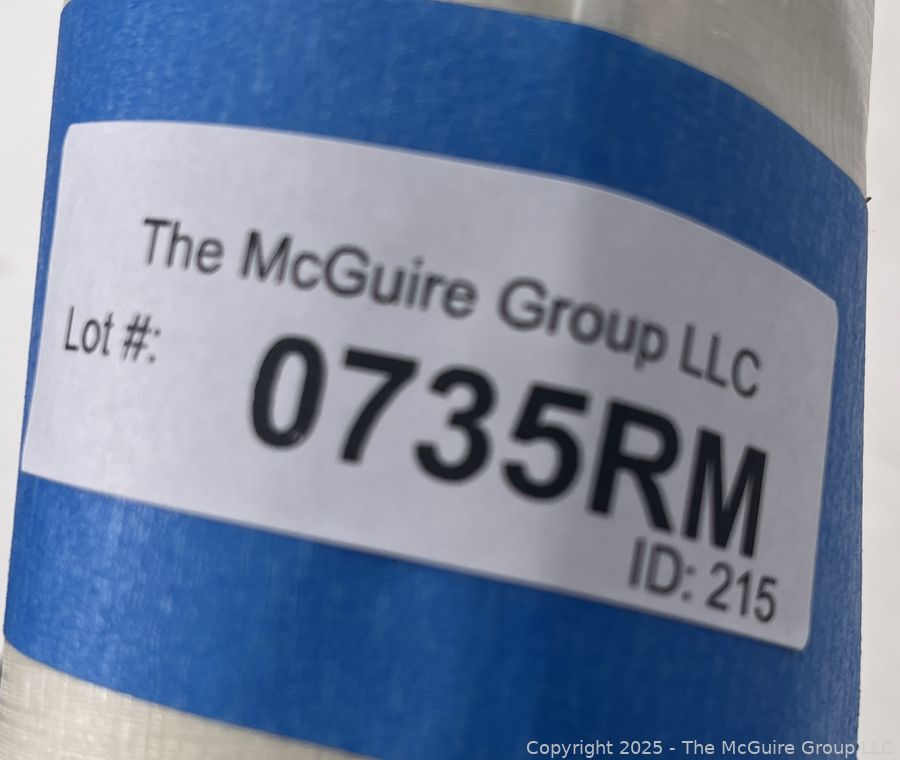 The McGuire Group LLC
Lot #:
0735RM
ID: 215
Copyright 2025 - The McGuire Group LLC